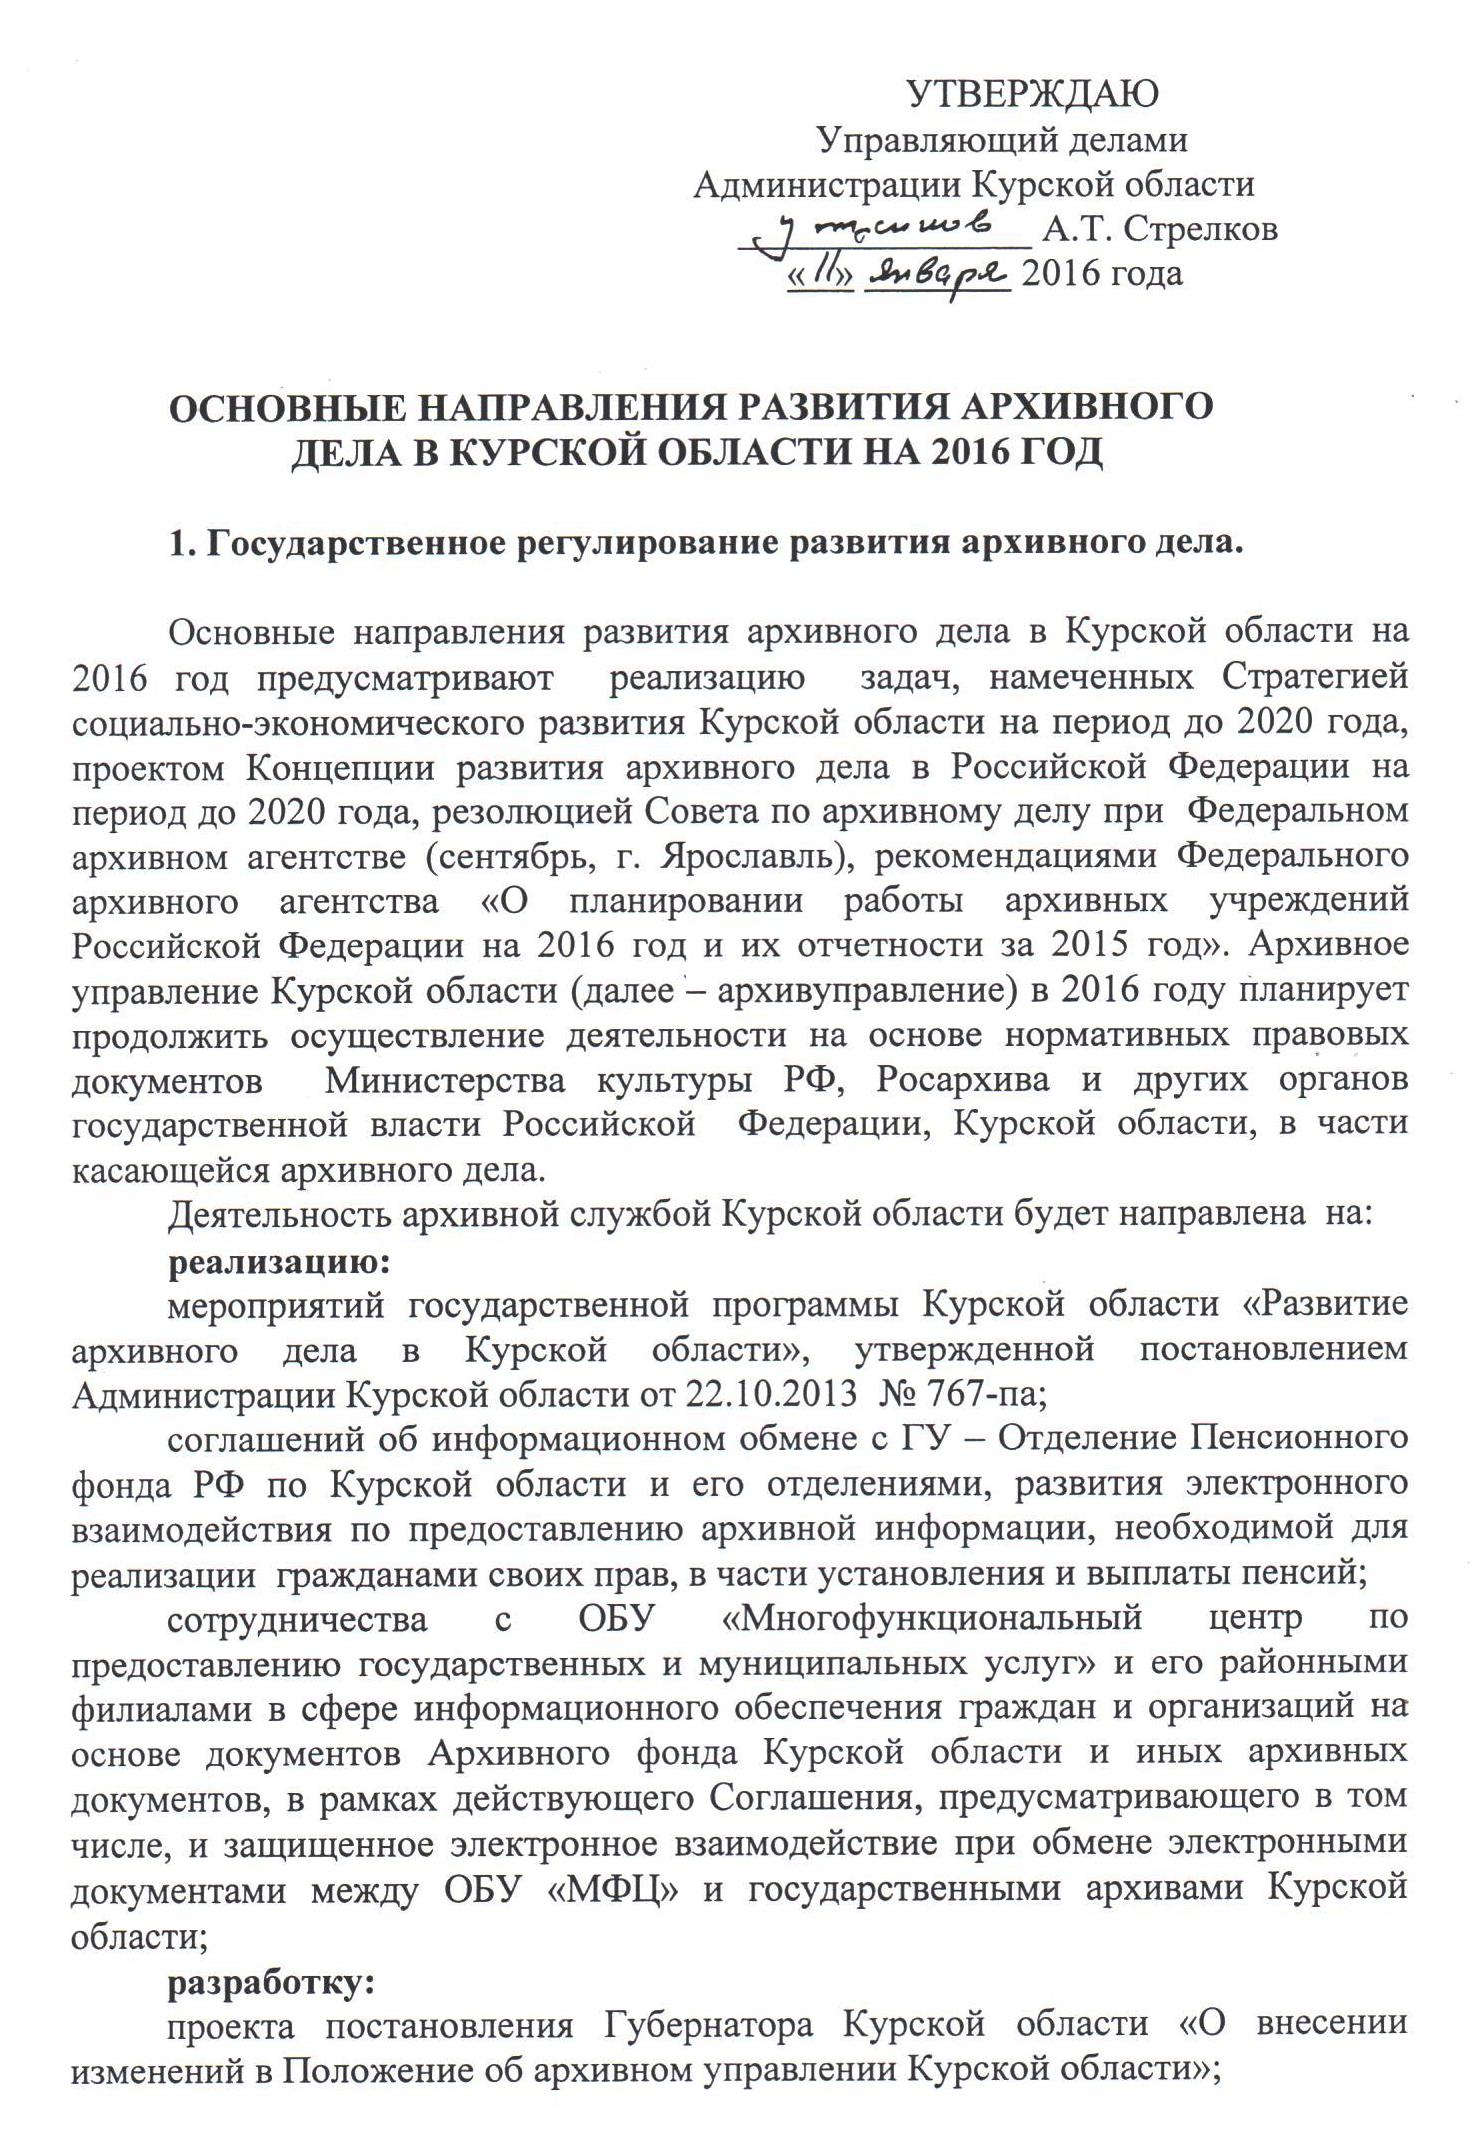 УТВЕРЖДАЮ
Управляющий делами
Администрации Курской области
А.Т. Стрелков
« 11 » января 2016 года
ОСНОВНЫЕ НАПРАВЛЕНИЯ РАЗВИТИЯ АРХИВНОГО
ДЕЛА В КУРСКОЙ ОБЛАСТИ НА 2016 ГОД
1. Государственное регулирование развития архивного дела.
Основные направления развития архивного дела в Курской области на
2016 год предусматривают реализацию задач, намеченных Стратегией
социально-экономического развития Курской области на период до 2020 года,
проектом Концепции развития архивного дела в Российской Федерации на
период до 2020 года, резолюцией Совета по архивному делу при Федеральном
архивном агентстве (сентябрь, г. Ярославль), рекомендациями Федерального
архивного агентства «О планировании работы архивных учреждений
Российской Федерации на 2016 год и их отчетности за 2015 год». Архивное
управление Курской области (далее – архивуправление) в 2016 году планирует
продолжить осуществление деятельности на основе нормативных правовых
документов Министерства культуры РФ, Росархива и других органов
государственной власти Российской Федерации, Курской области, в части
касающейся архивного дела.
Деятельность архивной службой Курской области будет направлена на:
реализацию:
мероприятий государственной программы Курской области «Развитие
архивного дела в Курской области», утвержденной постановлением
Администрации Курской области от 22.10.2013 № 767-па;
соглашений об информационном обмене с ГУ – Отделение Пенсионного
фонда РФ по Курской области и его отделениями, развития электронного
взаимодействия по предоставлению архивной информации, необходимой для
реализации гражданами своих прав, в части установления и выплаты пенсий;
сотрудничества с ОБУ «Многофункциональный центр по
предоставлению государственных и муниципальных услуг» и его районными
филиалами в сфере информационного обеспечения граждан и организаций на
основе документов Архивного фонда Курской области и иных архивных
документов, в рамках действующего Соглашения, предусматривающего в том
числе, и защищенное электронное взаимодействие при обмене электронными
документами между ОБУ «МФЦ» и государственными архивами Курской
области;
разработку:
проекта постановления Губернатора Курской области «О внесении
изменений в Положение об архивном управлении Курской области»;